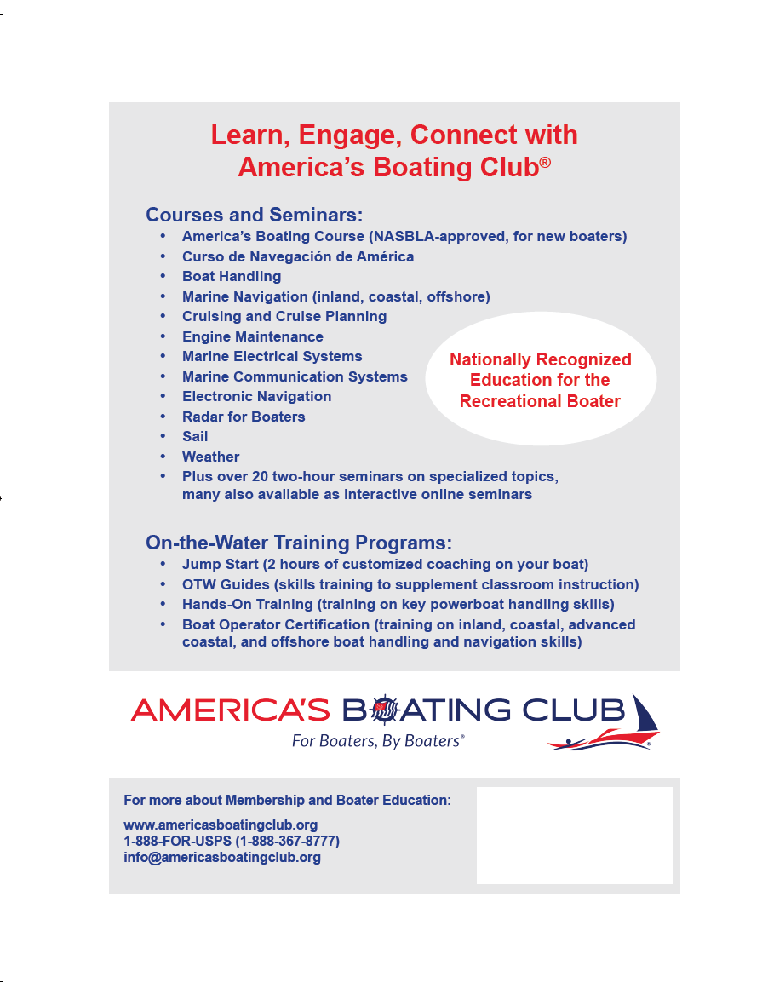 Learn, Engage, Connect with
America's Boating Club®
Courses and Seminars:
• America's Boating Course (NASBLA-approved, for new boaters)
• Curso de Navegación de América
• Boat Handling
• Marine Navigation (inland, coastal, offshore)
• Cruising and Cruise Planning
• Engine Maintenance
• Marine Electrical Systems
• Marine Communication Systems
• Electronic Navigation
• Radar for Boaters
• Sail
• Weather
• Plus over 20 two-hour seminars on specialized topics,
many also available as interactive online seminars
Nationally Recognized
Education for the
Recreational Boater
On-the-Water Training Programs:
• Jump Start (2 hours of customized coaching on your boat)
• OTW Guides (skills training to supplement classroom instruction)
• Hands-On Training (training on key powerboat handling skills)
• Boat Operator Certification (training on inland, coastal, advanced
coastal, and offshore boat handling and navigation skills)
AMERICA'S BOATING CLUB
For Boaters, By Boaters®
®
For more about Membership and Boater Education:
www.americasboatingclub.org
1-888-FOR-USPS (1-888-367-8777)
info@americasboatingclub.org